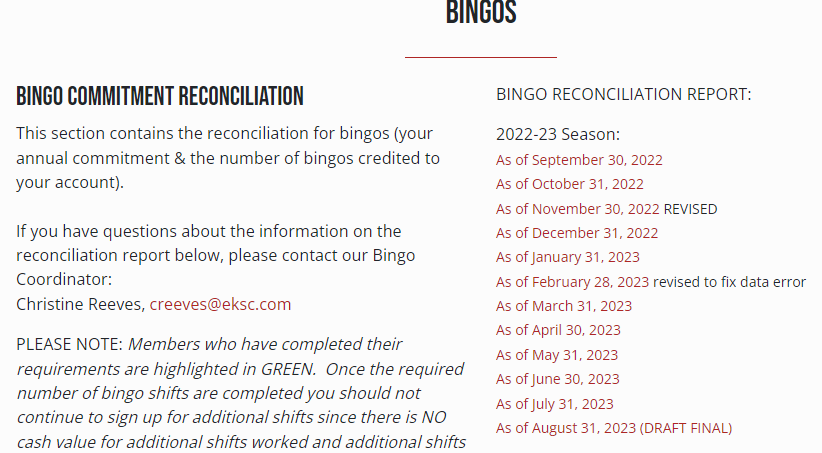 BINGOS
BINGO COMMITMENT RECONCILIATION
This section contains the reconciliation for bingos (your
annual commitment & the number of bingos credited to
your account).
If you have questions about the information on the
reconciliation report below, please contact our Bingo
Coordinator:
Christine Reeves, creeves@eksc.com
PLEASE NOTE: Members who have completed their
requirements are highlighted in GREEN. Once the required
number of bingo shifts are completed you should not
continue to sign up for additional shifts since there is NO
cash value for additional shifts worked and additional shifts
BINGO RECONCILIATION REPORT:
2022-23 Season:
As of September 30, 2022
As of October 31, 2022
As of November 30, 2022 REVISED
As of December 31, 2022
As of January 31, 2023
As of February 28, 2023 revised to fix data error
As of March 31, 2023
As of April 30, 2023
As of May 31, 2023
As of June 30, 2023
As of July 31, 2023
As of August 31, 2023 (DRAFT FINAL)